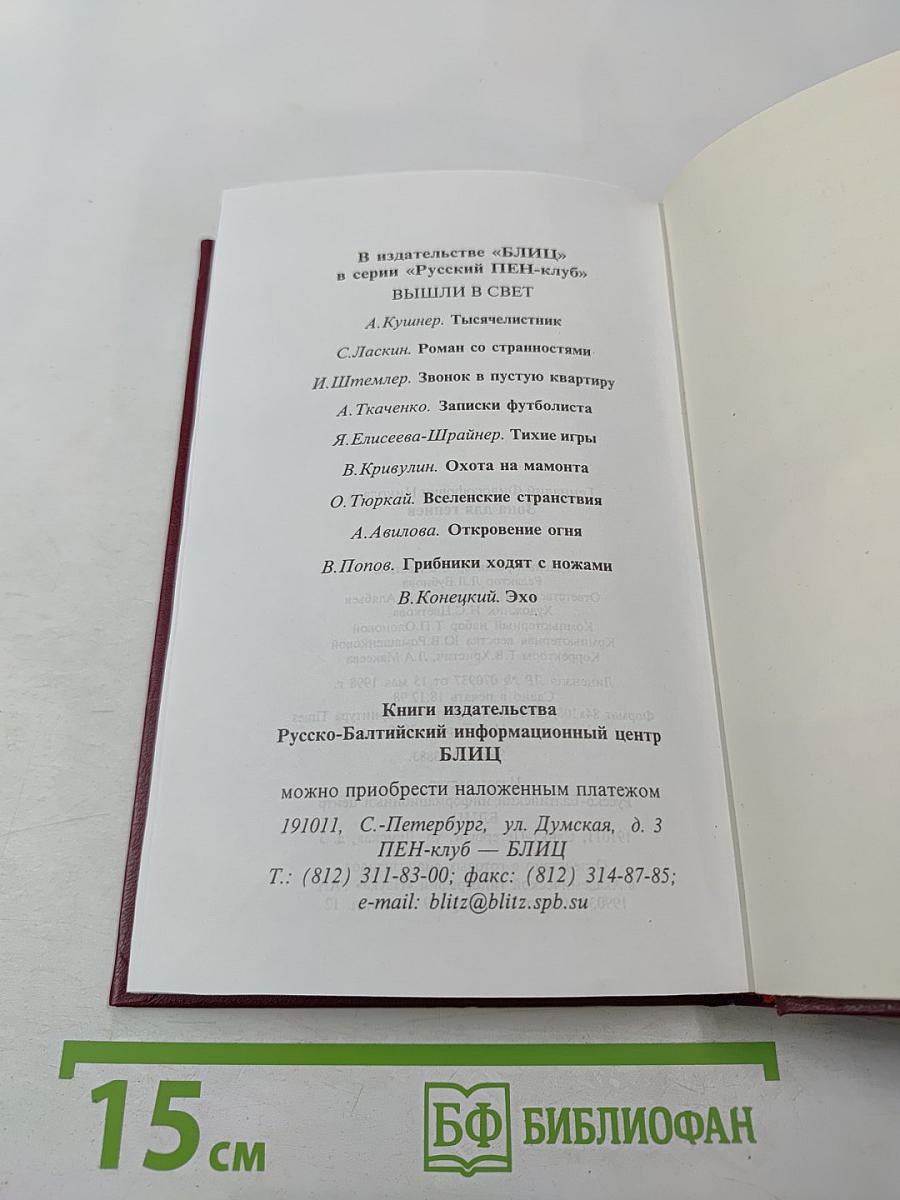 В издательстве «БЛИЦ»
в серии «Русский ПЕН-клуб»
ВЫШЛИ В СВЕТ
А.Кушнер. Тысячелистник
С.Ласкин. Роман со странностями
И.Штемлер. Звонок в пустую квартиру
А.Ткаченко. Записки футболиста
Я.Елисеева-Шрайнер. Тихие игры
В.Кривулин. Охота на мамонта
О.Тюркай. Вселенские странствия
А.Авилова. Откровение огня
В.Попов. Грибники ходят с ножами
В.Конецкий. Эхо
Книги издательства
Русско-Балтийский информационный центр
БЛИЦ
можно приобрести наложенным платежом
191011, С.-Петербург, ул. Думская, д. 3
ПЕН-клуб — БЛИЦ
Т.: (812) 311-83-00; факс: (812) 314-87-85;
e-mail: blitz@blitz.spb.su
15 см
БФ БИБЛИОФАН